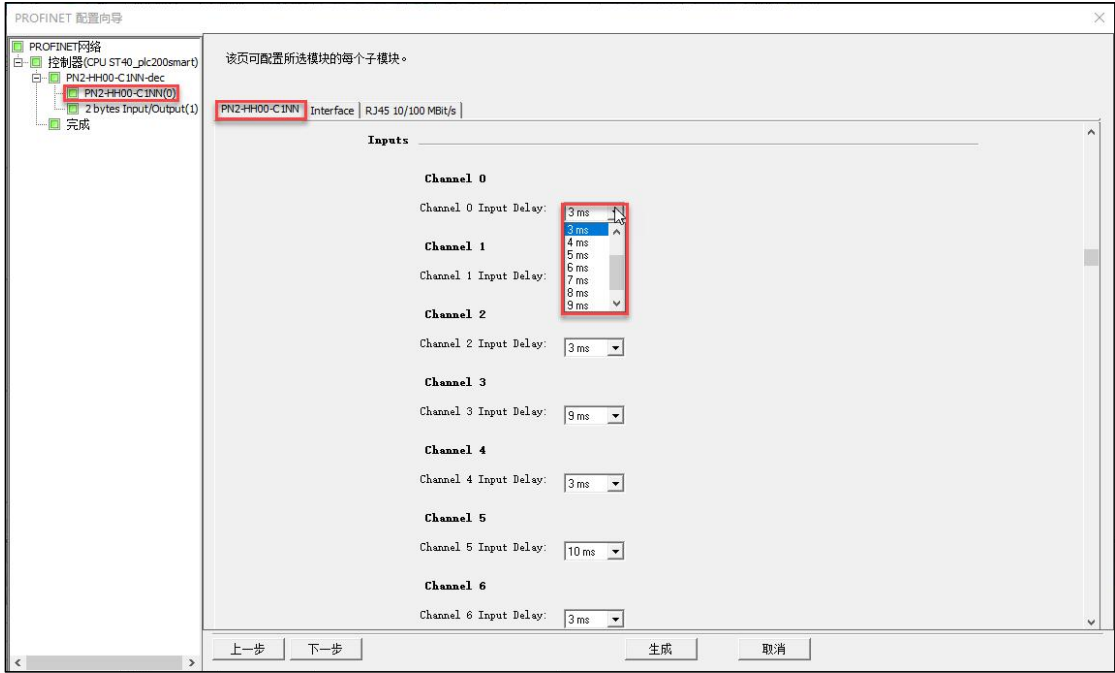 PROFINET 配置向导
PROFINET网络
控制器(CPU ST40_plc200smart)
PN2-HH00-C1NN-dec
PN2-HH00-C1NN(0)
2 bytes Input/Output(1)
完成
该页可配置所选模块的每个子模块。
PN2-HH00-C1NN Interface RJ45 10/100 MBit/s
Inputs
Channel 0
Channel 0 Input Delay: 3 ms
3 ms
4 ms
5 ms
6 ms
7 ms
8 ms
9 ms
Channel 1
Channel 1 Input Delay:
Channel 2
Channel 2 Input Delay: 3 ms
Channel 3
Channel 3 Input Delay: 9 ms
Channel 4
Channel 4 Input Delay: 3 ms
Channel 5
Channel 5 Input Delay: 10 ms
Channel 6
Channel 6 Input Delay: 3 ms
上一步 下一步 生成 取消